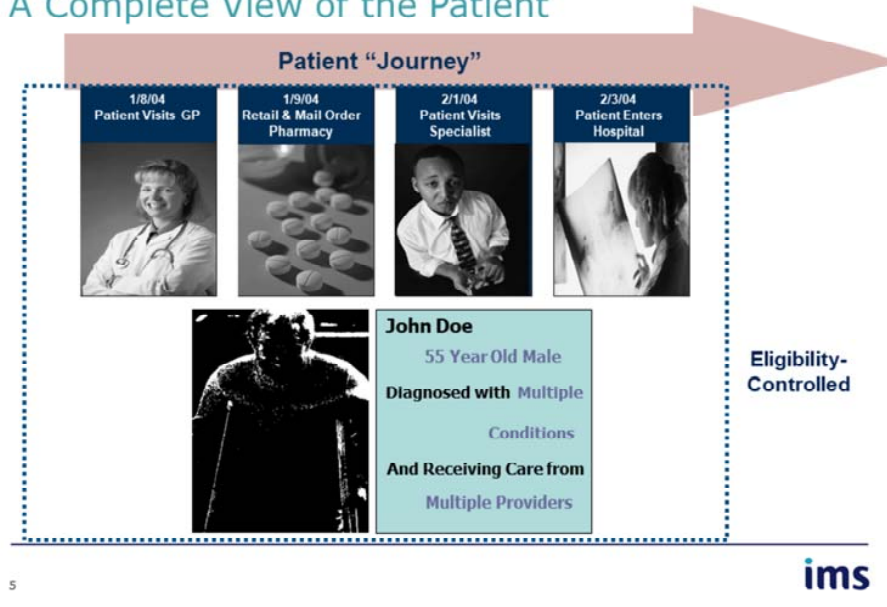 A Complete View of the Patient
Patient “Journey”
1/8/04
Patient Visits GP
1/9/04
Retail & Mail Order
Pharmacy
2/1/04
Patient Visits
Specialist
2/3/04
Patient Enters
Hospital
John Doe
55 Year Old Male
Diagnosed with Multiple
Conditions
And Receiving Care from
Multiple Providers
Eligibility-
Controlled
5
ims